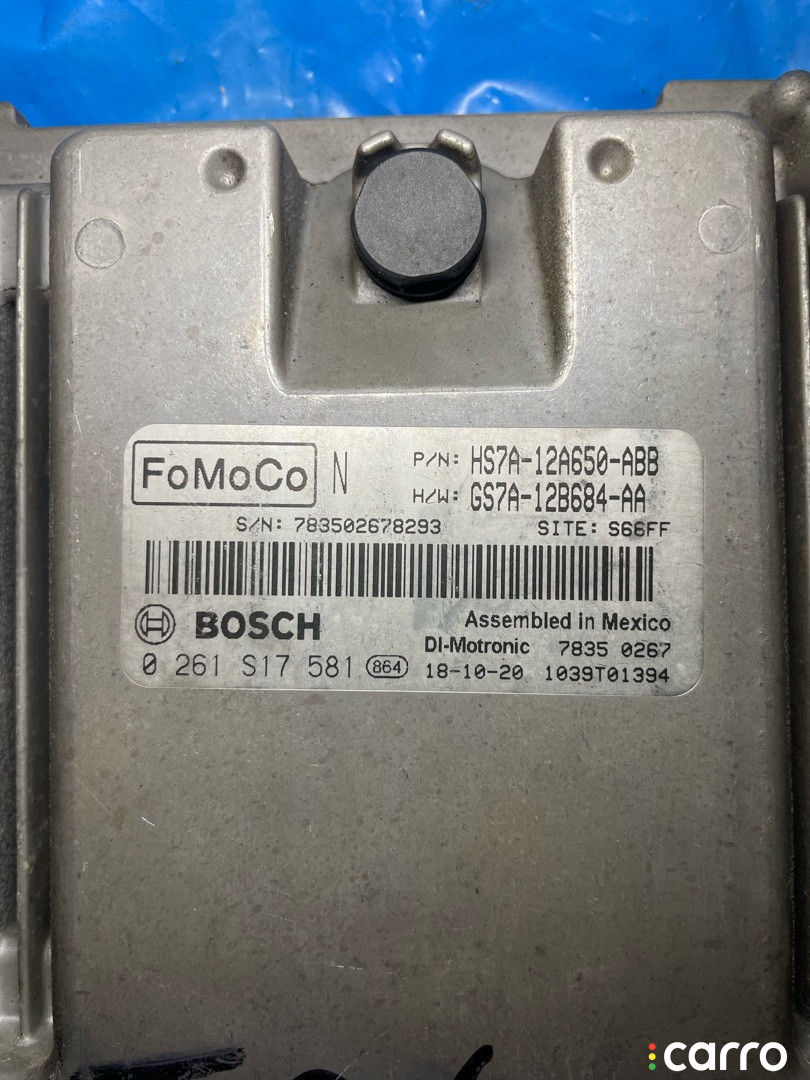 FoMoCo N P/N: HS7A-12A650-ABB
H/W: GS7A-12B684-AA
S/N: 783502678293 SITE: S66FF
BOSCH Assembled in Mexico
DI-Motronic 7835 0267
0 261 S17 581 864 18-10-20 1039T01394
carro